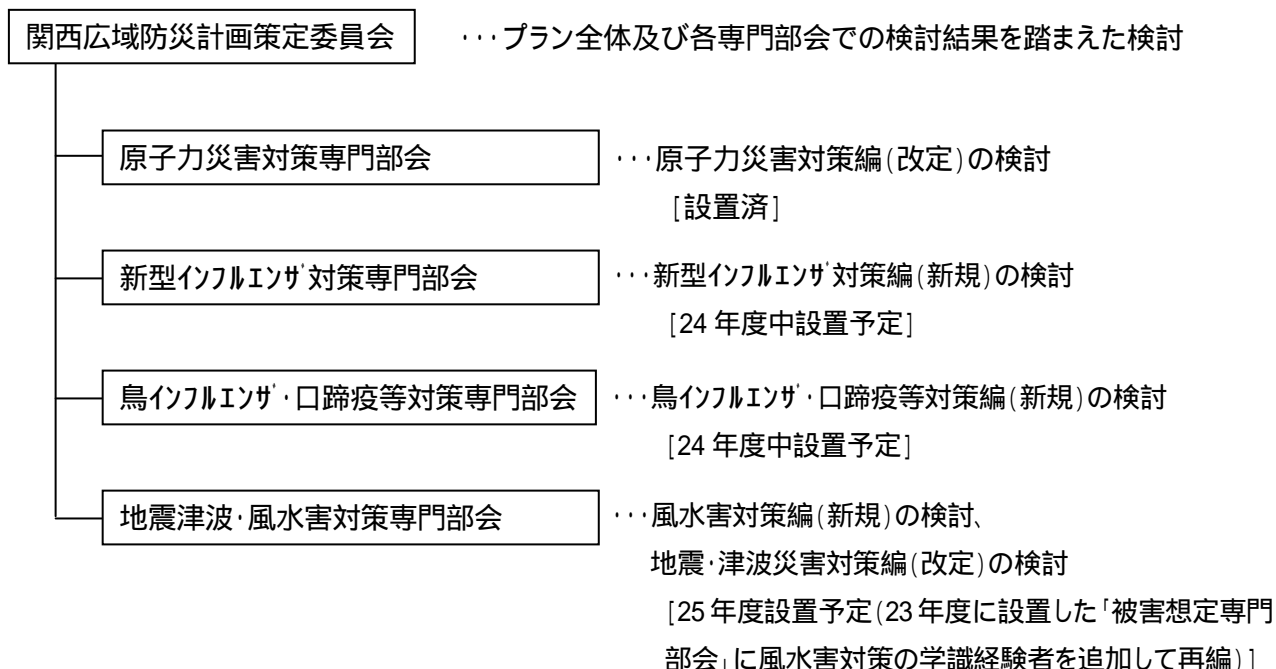 関西広域防災計画策定委員会 ･･･プラン全体及び各専門部会での検討結果を踏まえた検討
原子力災害対策専門部会 ･･･原子力災害対策編(改定)の検討
[設置済]
新型ｲﾝﾌﾙｴﾝｻﾞ対策専門部会 ･･･新型ｲﾝﾌﾙｴﾝｻﾞ対策編(新規)の検討
[24年度中設置予定]
鳥ｲﾝﾌﾙｴﾝｻﾞ･口蹄疫等対策専門部会 ･･･鳥ｲﾝﾌﾙｴﾝｻﾞ･口蹄疫等対策編(新規)の検討
[24年度中設置予定]
地震津波･風水害対策専門部会 ･･･風水害対策編(新規)の検討、
地震･津波災害対策編(改定)の検討
[25年度設置予定(23年度に設置した｢被害想定専門
部会｣に風水害対策の学識経験者を追加して再編)]